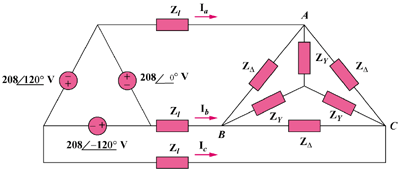 Z_l I_a A
Z_Δ Z_Y Z_Δ
208∠120° V 208∠ 0° V
Z_l I_b B Z_Y Z_Y C
208∠−120° V Z_Δ
Z_l I_c